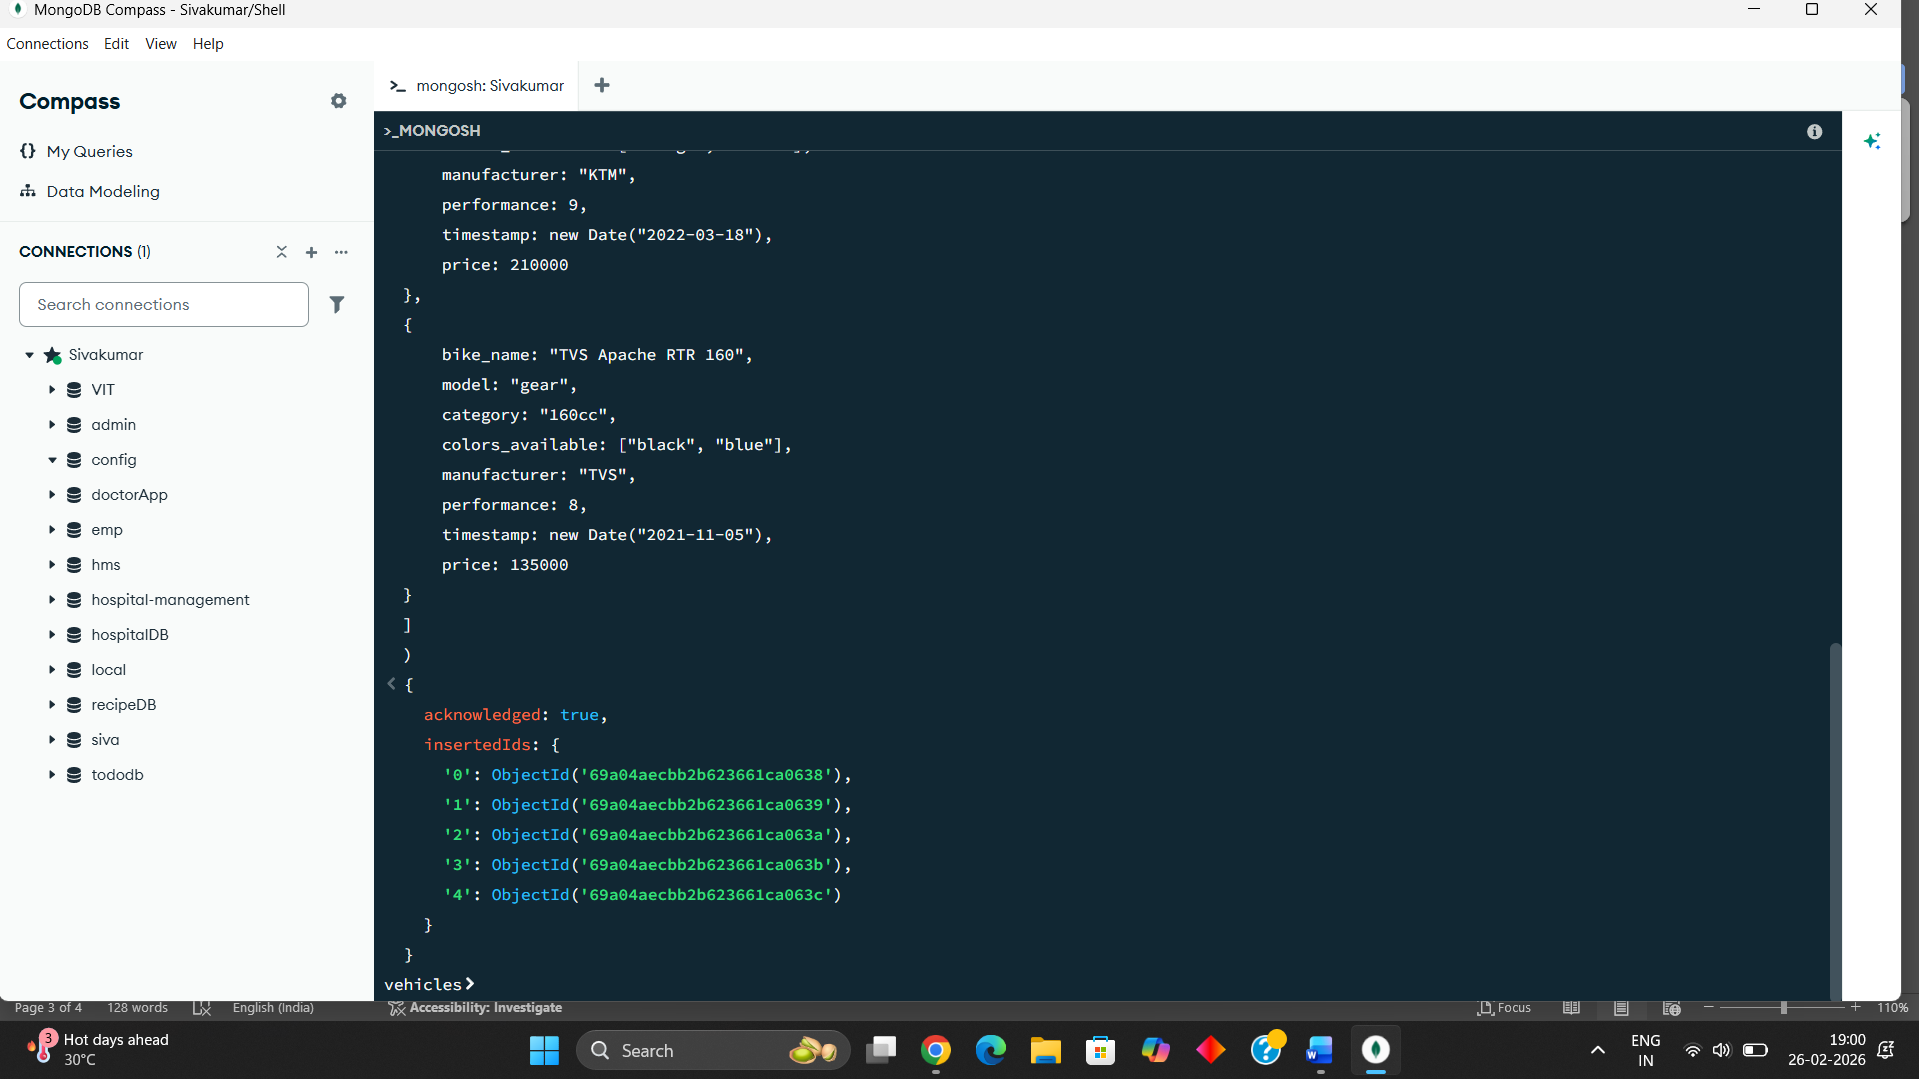 MongoDB Compass - Sivakumar/Shell
Connections Edit View Help
Compass
My Queries
Data Modeling
CONNECTIONS (1)
Search connections
Sivakumar
VIT
admin
config
doctorApp
emp
hms
hospital-management
hospitalDB
local
recipeDB
siva
tododb
>_ mongosh: Sivakumar
>_MONGOSH
manufacturer: "KTM",
performance: 9,
timestamp: new Date("2022-03-18"),
price: 210000
},
{
bike_name: "TVS Apache RTR 160",
model: "gear",
category: "160cc",
colors_available: ["black", "blue"],
manufacturer: "TVS",
performance: 8,
timestamp: new Date("2021-11-05"),
price: 135000
}
]
)
< {
acknowledged: true,
insertedIds: {
'0': ObjectId('69a04aecbb2b623661ca0638'),
'1': ObjectId('69a04aecbb2b623661ca0639'),
'2': ObjectId('69a04aecbb2b623661ca063a'),
'3': ObjectId('69a04aecbb2b623661ca063b'),
'4': ObjectId('69a04aecbb2b623661ca063c')
}
}
vehicles>
Page 3 of 4 128 words English (India) Accessibility: Investigate Focus 110%
3 Hot days ahead
30°C
Search
ENG
IN
19:00
26-02-2026